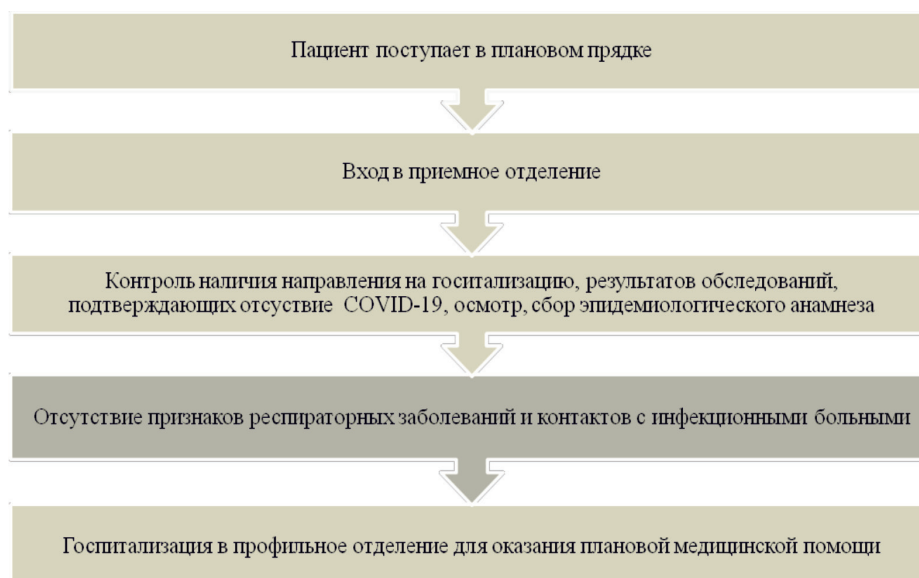 Пациент поступает в плановом прядке
Вход в приемное отделение
Контроль наличия направления на госитализацию, результатов обследований,
подтверждающих отсуствие COVID-19, осмотр, сбор эпидемиологического анамнеза
Отсутствие признаков респираторных заболеваний и контактов с инфекционными больными
Госпитализация в профильное отделение для оказания плановой медицинской помощи